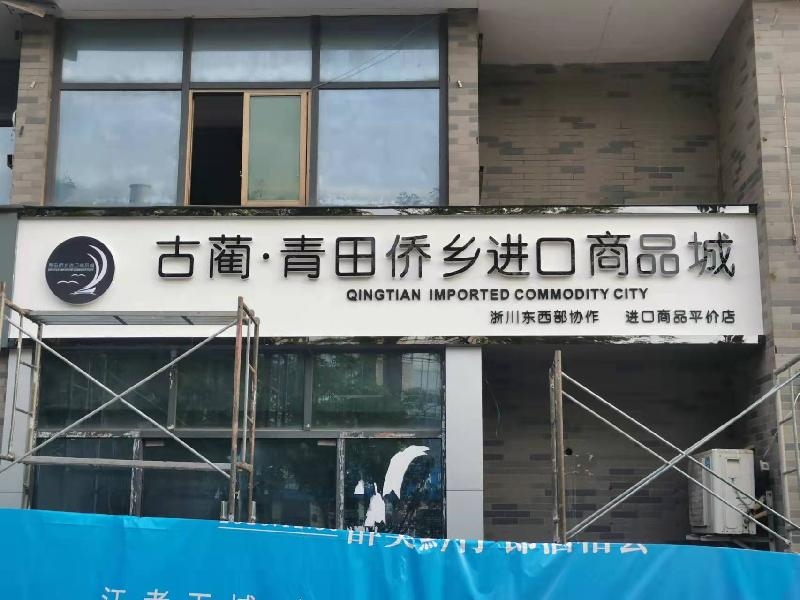 古蔺·青田侨乡进口商品城
QINGTIAN IMPORTED COMMODITY CITY
浙川东西部协作 进口商品平价店